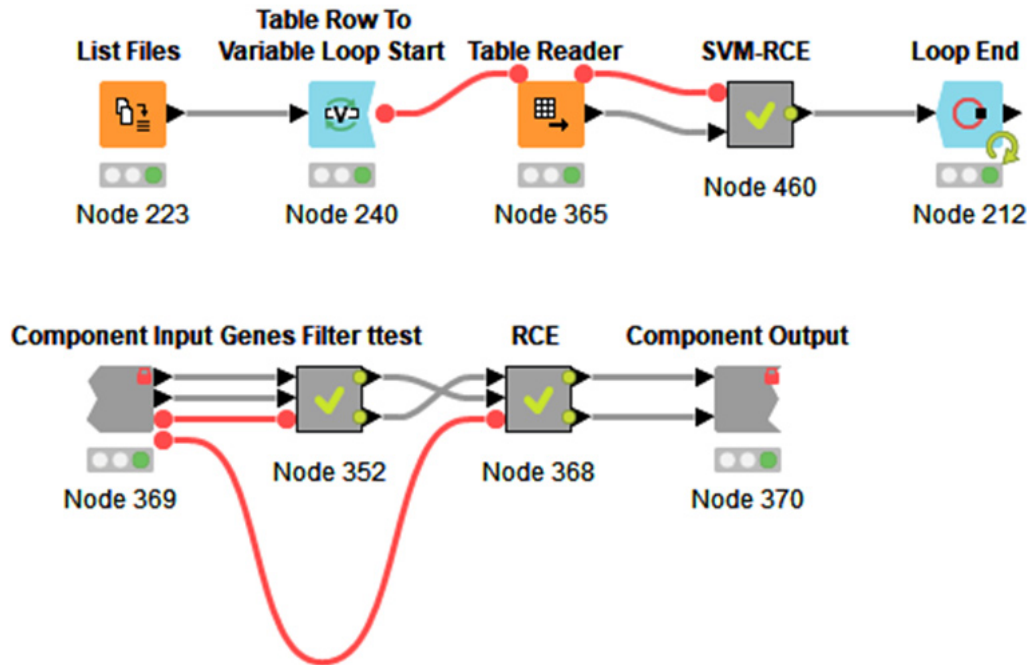 List Files
Table Row To
Variable Loop Start
Table Reader
SVM-RCE
Loop End
V
Node 223
Node 240
Node 365
Node 460
Node 212
Component Input
Genes Filter ttest
RCE
Component Output
Node 369
Node 352
Node 368
Node 370